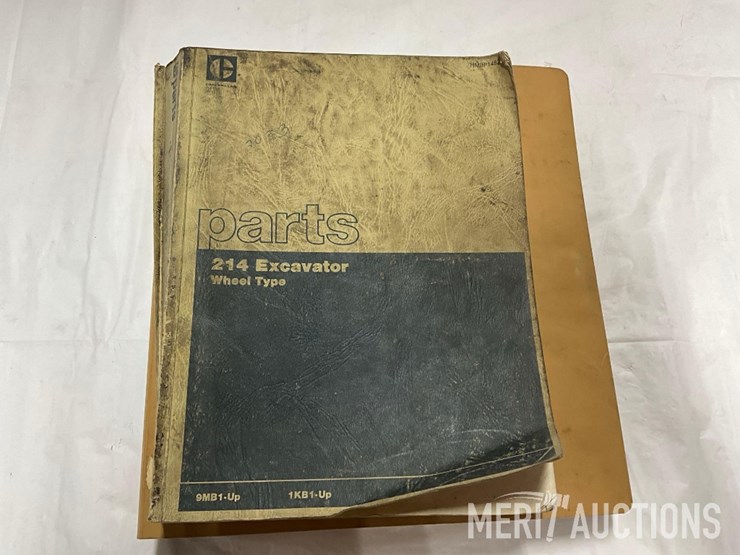 parts
214 Excavator
Wheel Type
9MB1-Up 1KB1-Up
MERIT AUCTIONS